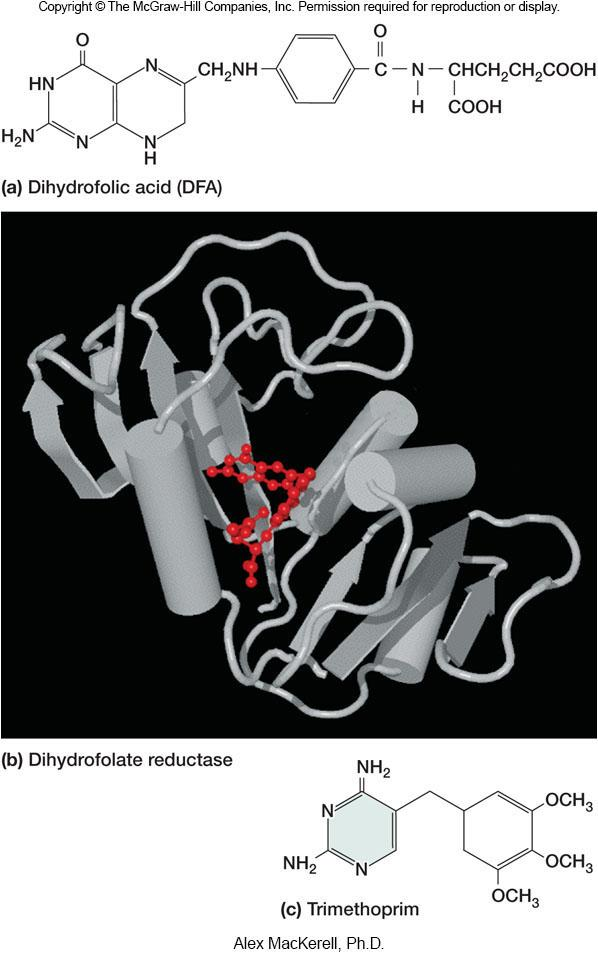 Copyright © The McGraw-Hill Companies, Inc. Permission required for reproduction or display.
O
HN
N
H2N
N
N
H
CH2NH
O
C
N
H
CHCH2CH2COOH
COOH
(a) Dihydrofolic acid (DFA)
(b) Dihydrofolate reductase
NH2
N
NH2
N
OCH3
OCH3
OCH3
(c) Trimethoprim
Alex MacKerell, Ph.D.